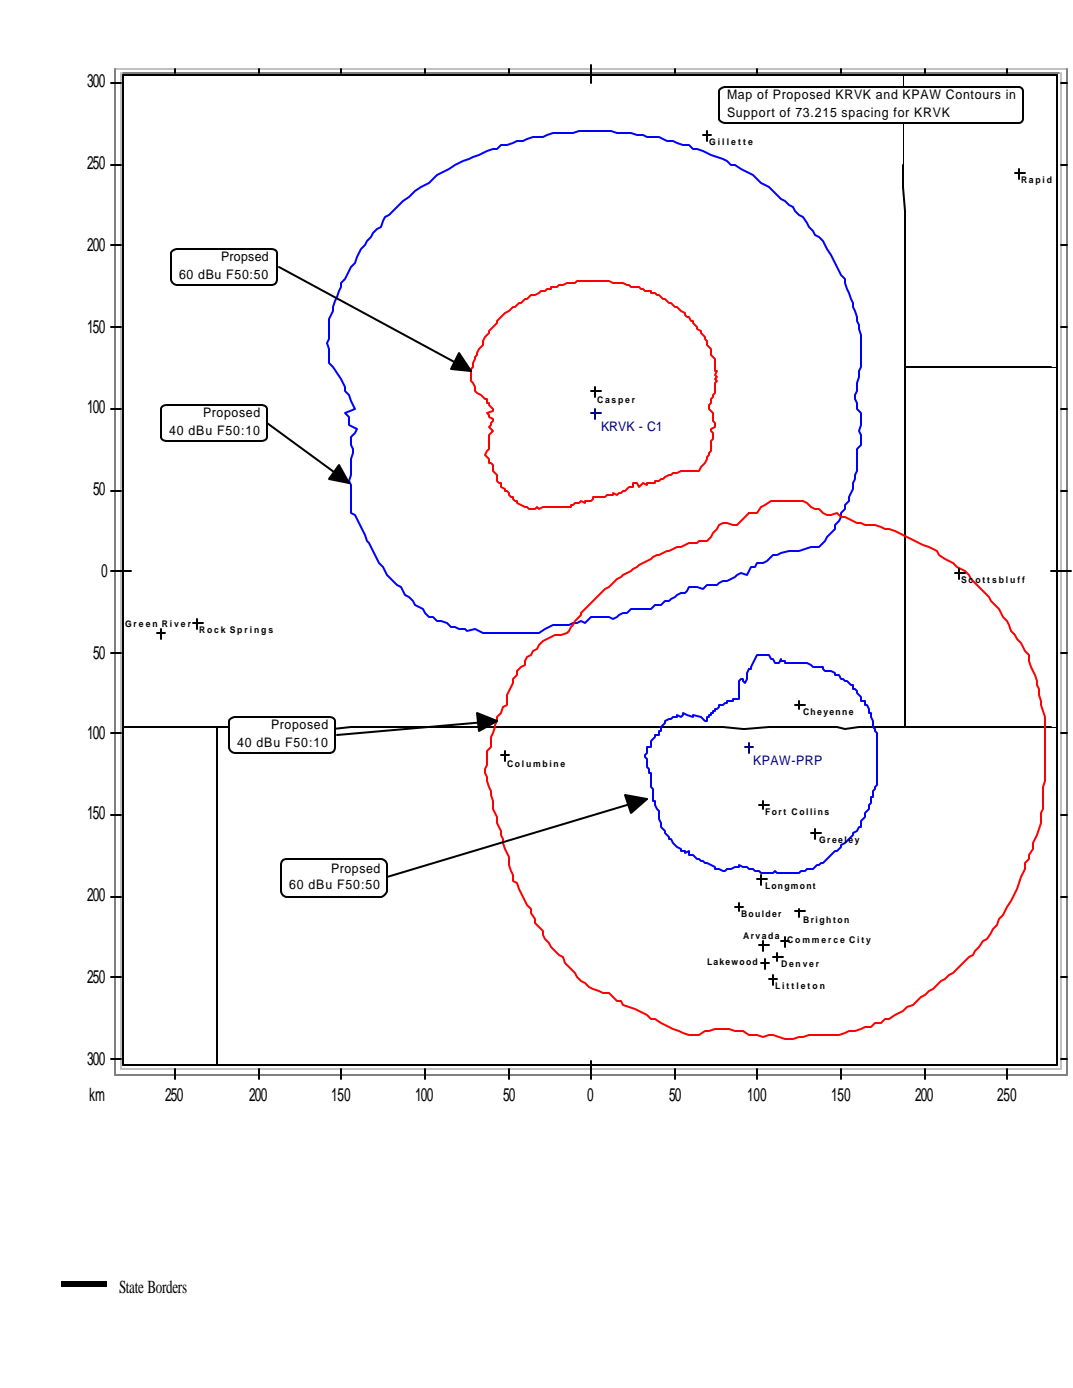 Map of Proposed KRVK and KPAW Contours in
Support of 73.215 spacing for KRVK
300
250
200
150
100
50
0
50
100
150
200
250
300
Gillette
Rapid
Propsed
60 dBu F50:50
Casper
KRVK - C1
Proposed
40 dBu F50:10
Scottsbluff
Green River
Rock Springs
Cheyenne
Proposed
40 dBu F50:10
Columbine
KPAW-PRP
Fort Collins
Greeley
Propsed
60 dBu F50:50
Longmont
Boulder
Brighton
Arvada
Commerce City
Lakewood
Denver
Littleton
km
250
200
150
100
50
0
50
100
150
200
250
State Borders